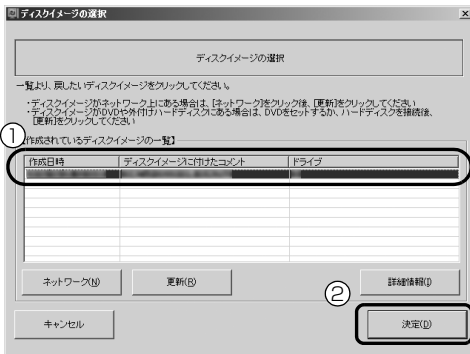 ディスクイメージの選択
ディスクイメージの選択
一覧より、戻したいディスクイメージをクリックしてください。
・ディスクイメージがネットワーク上にある場合は、[ネットワーク]をクリック後、[更新]をクリックしてください
・ディスクイメージがDVDや外付けハードディスクにある場合は、DVDをセットするか、ハードディスクを接続後、
[更新]をクリックしてください
①
【作成されているディスクイメージの一覧】
作成日時 ディスクイメージに付けたコメント ドライブ
ネットワーク(N) 更新(R) 詳細情報(I)
②
キャンセル 決定(D)